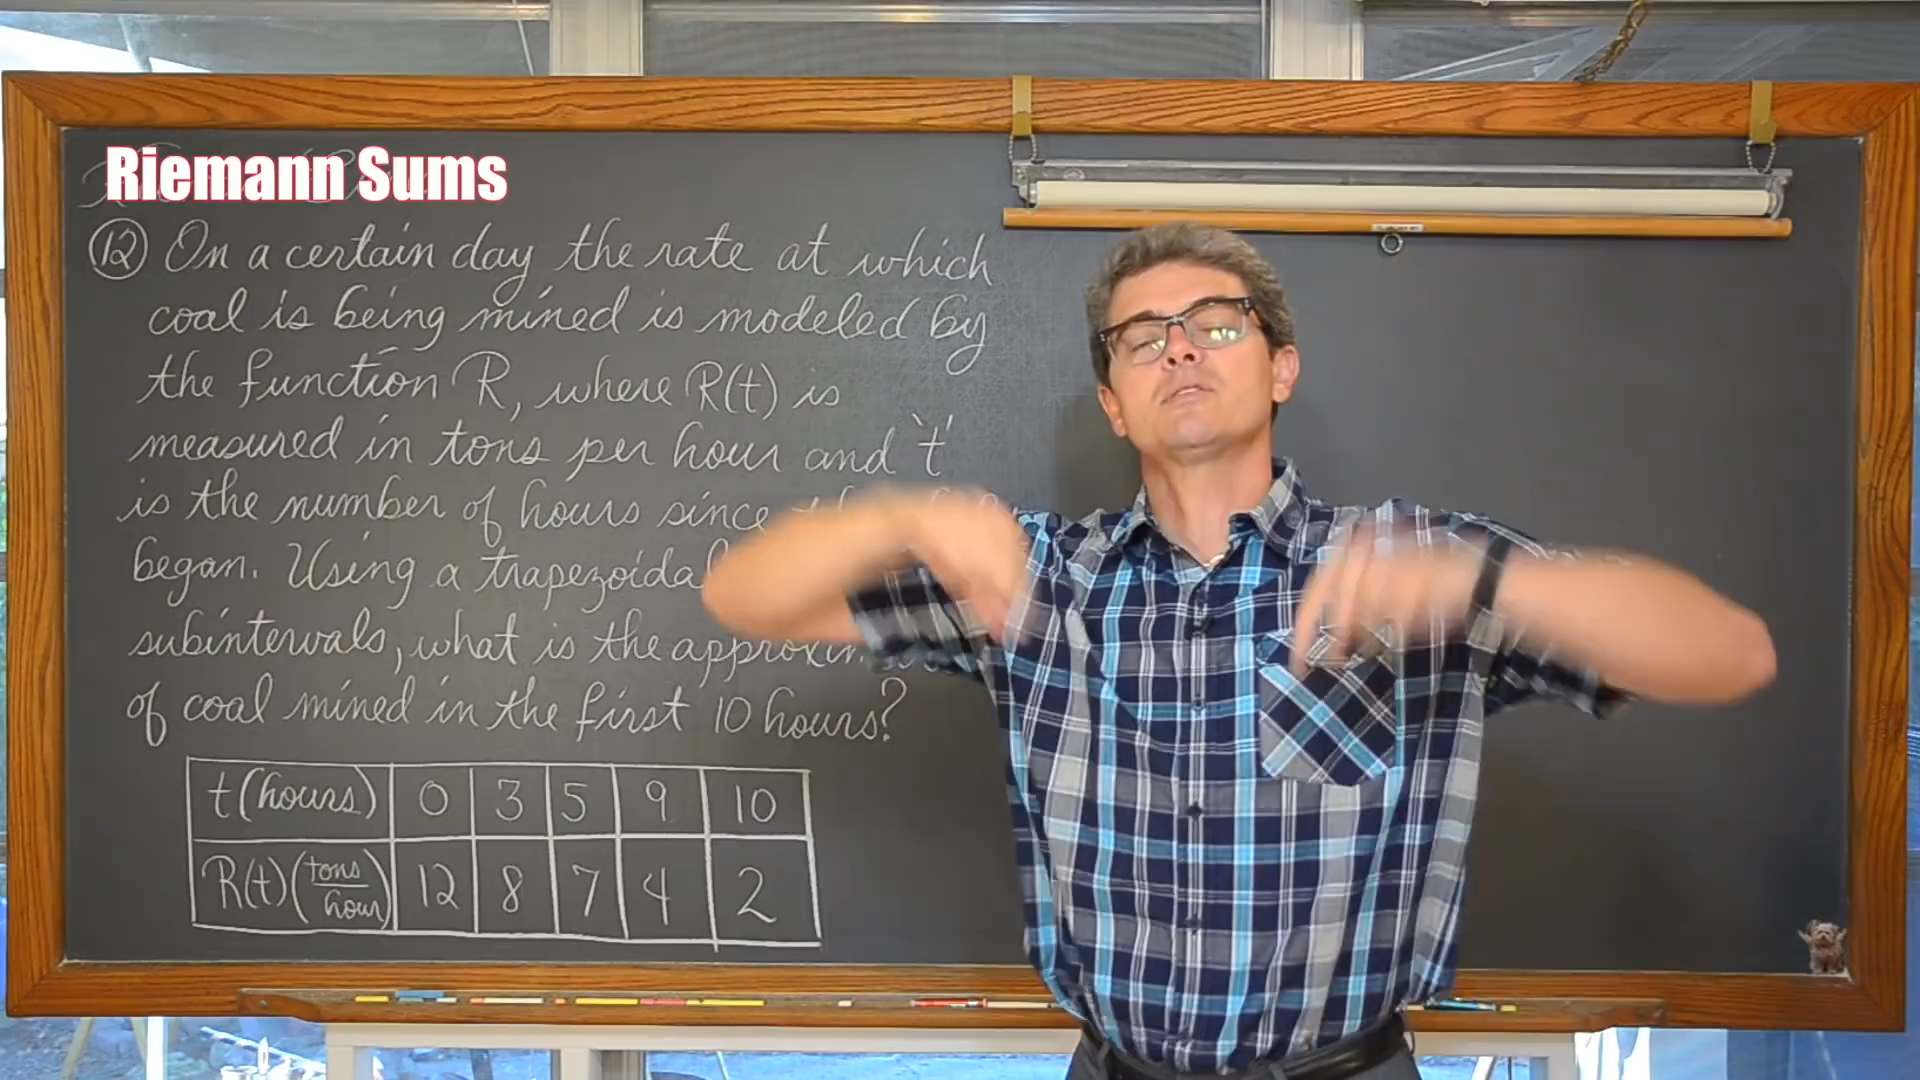 Riemann Sums
12 On a certain day the rate at which
coal is being mined is modeled by
the function R, where R(t) is
measured in tons per hour and 't'
is the number of hours since
began. Using a trapezoidal
subintervals, what is the
of coal mined in the first 10 hours?
t(hours) 0 3 5 9 10
R(t)(tons/hour) 12 8 7 4 2